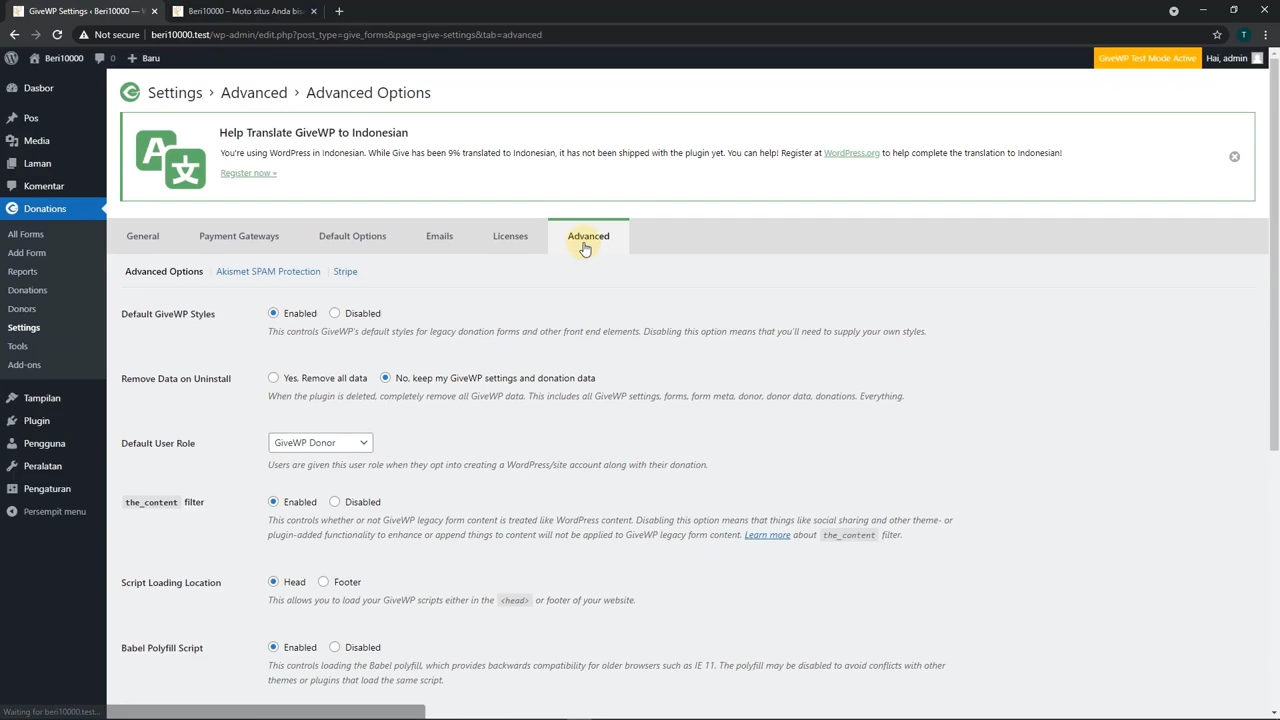 GiveWP Settings ‹ Beri10000 — W
Beri10000 – Moto situs Anda bisa
Not secure
beri10000.test/wp-admin/edit.php?post_type=give_forms&page=give-settings&tab=advanced
T
Beri10000
0
Baru
GiveWP Test Mode Active
Hai, admin
Dasbor
Pos
Media
Laman
Komentar
Donations
All Forms
Add Form
Reports
Donations
Donors
Settings
Tools
Add-ons
Tampilan
Plugin
Pengguna
Peralatan
Pengaturan
Persempit menu
Settings › Advanced › Advanced Options
A
文
Help Translate GiveWP to Indonesian
You're using WordPress in Indonesian. While Give has been 9% translated to Indonesian, it has not been shipped with the plugin yet. You can help! Register at WordPress.org to help complete the translation to Indonesian!
Register now »
General
Payment Gateways
Default Options
Emails
Licenses
Advanced
Advanced Options
Akismet SPAM Protection
Stripe
Default GiveWP Styles
Enabled
Disabled
This controls GiveWP's default styles for legacy donation forms and other front end elements. Disabling this option means that you'll need to supply your own styles.
Remove Data on Uninstall
Yes, Remove all data
No, keep my GiveWP settings and donation data
When the plugin is deleted, completely remove all GiveWP data. This includes all GiveWP settings, forms, form meta, donor, donor data, donations. Everything.
Default User Role
GiveWP Donor
Users are given this user role when they opt into creating a WordPress/site account along with their donation.
the_content filter
Enabled
Disabled
This controls whether or not GiveWP legacy form content is treated like WordPress content. Disabling this option means that things like social sharing and other theme- or
plugin-added functionality to enhance or append things to content will not be applied to GiveWP legacy form content. Learn more about the_content filter.
Script Loading Location
Head
Footer
This allows you to load your GiveWP scripts either in the <head> or footer of your website.
Babel Polyfill Script
Enabled
Disabled
This controls loading the Babel polyfill, which provides backwards compatibility for older browsers such as IE 11. The polyfill may be disabled to avoid conflicts with other
themes or plugins that load the same script.
Waiting for beri10000.test...